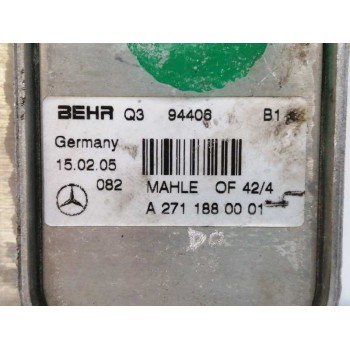 BEHR Q3 94406 B1
Germany
15.02.05
082 MAHLE OF 42/4
A 271 188 00 01